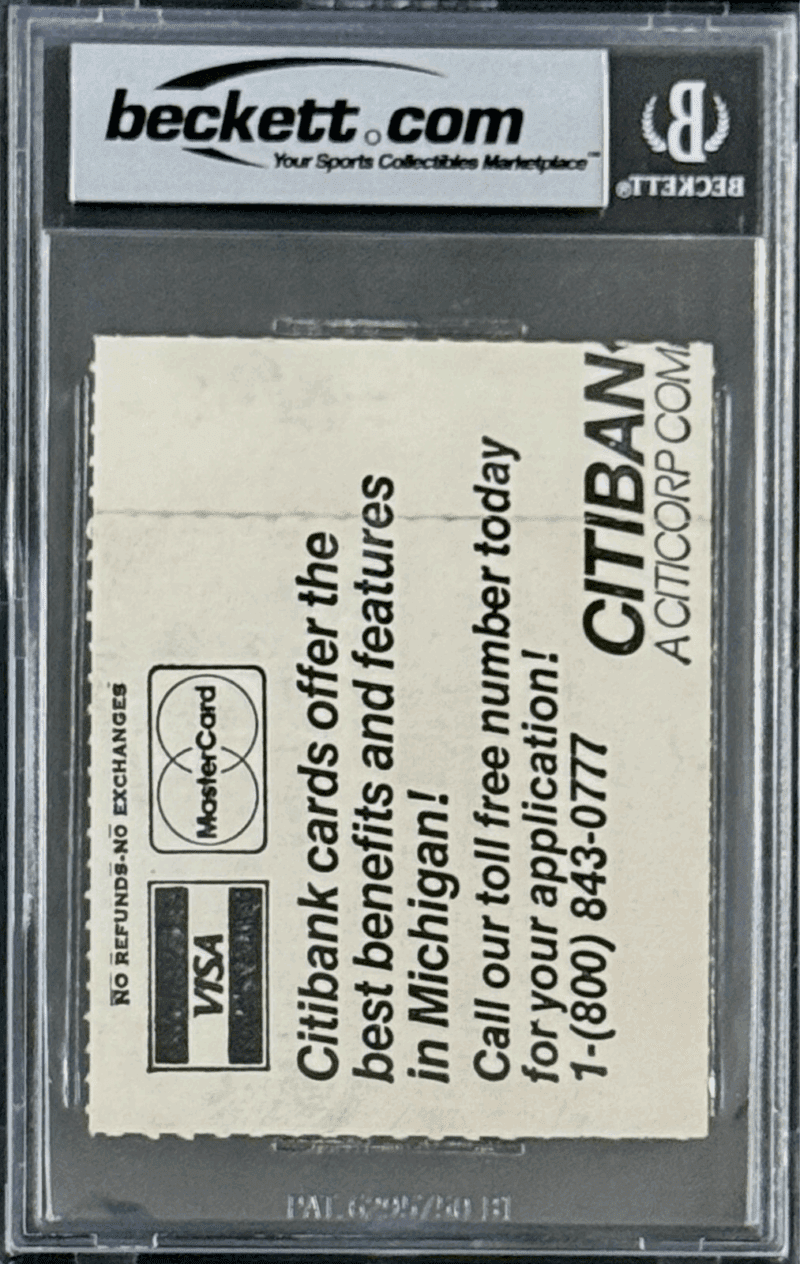 beckett.com
Your Sports Collectibles Marketplace™
B
BECKETT®
NO REFUNDS-NO EXCHANGES
VISA
MasterCard
Citibank cards offer the
best benefits and features
in Michigan!
Call our toll free number today
for your application!
1-(800) 843-0777
CITIBAN
A CITICORP COM